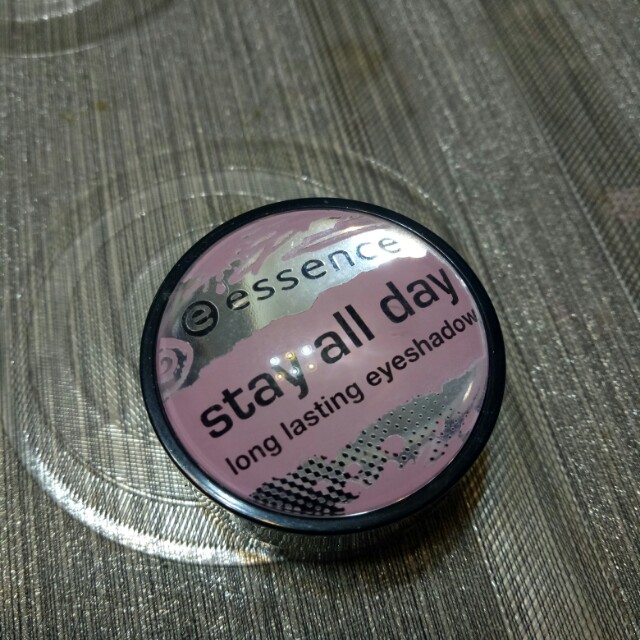 e essence
stay all day
long lasting eyeshadow